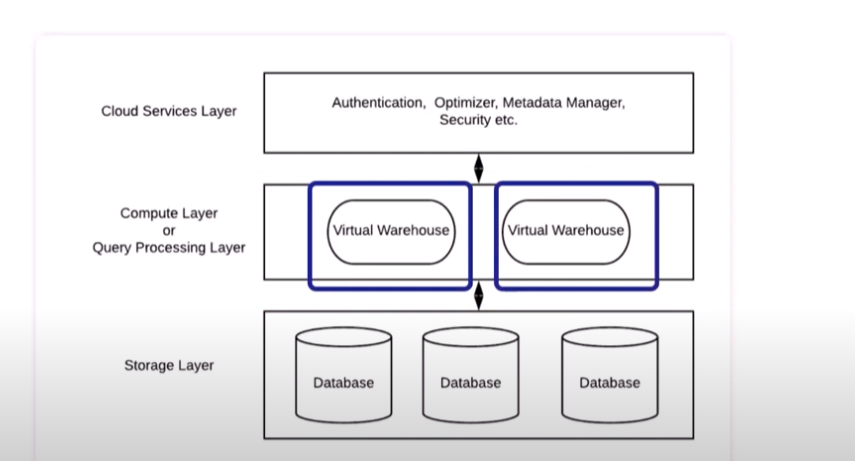 Cloud Services Layer
Authentication, Optimizer, Metadata Manager,
Security etc.
Compute Layer
or
Query Processing Layer
Virtual Warehouse
Virtual Warehouse
Storage Layer
Database
Database
Database